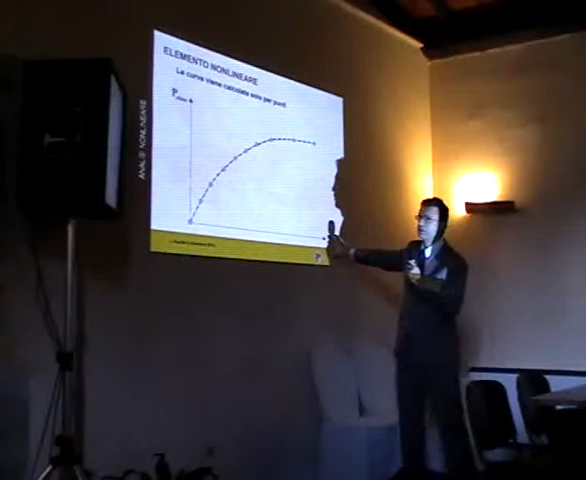 ELEMENTO NONLINEARE
La curva viene calcolata solo per punti
P
ANALISI NONLINEARE